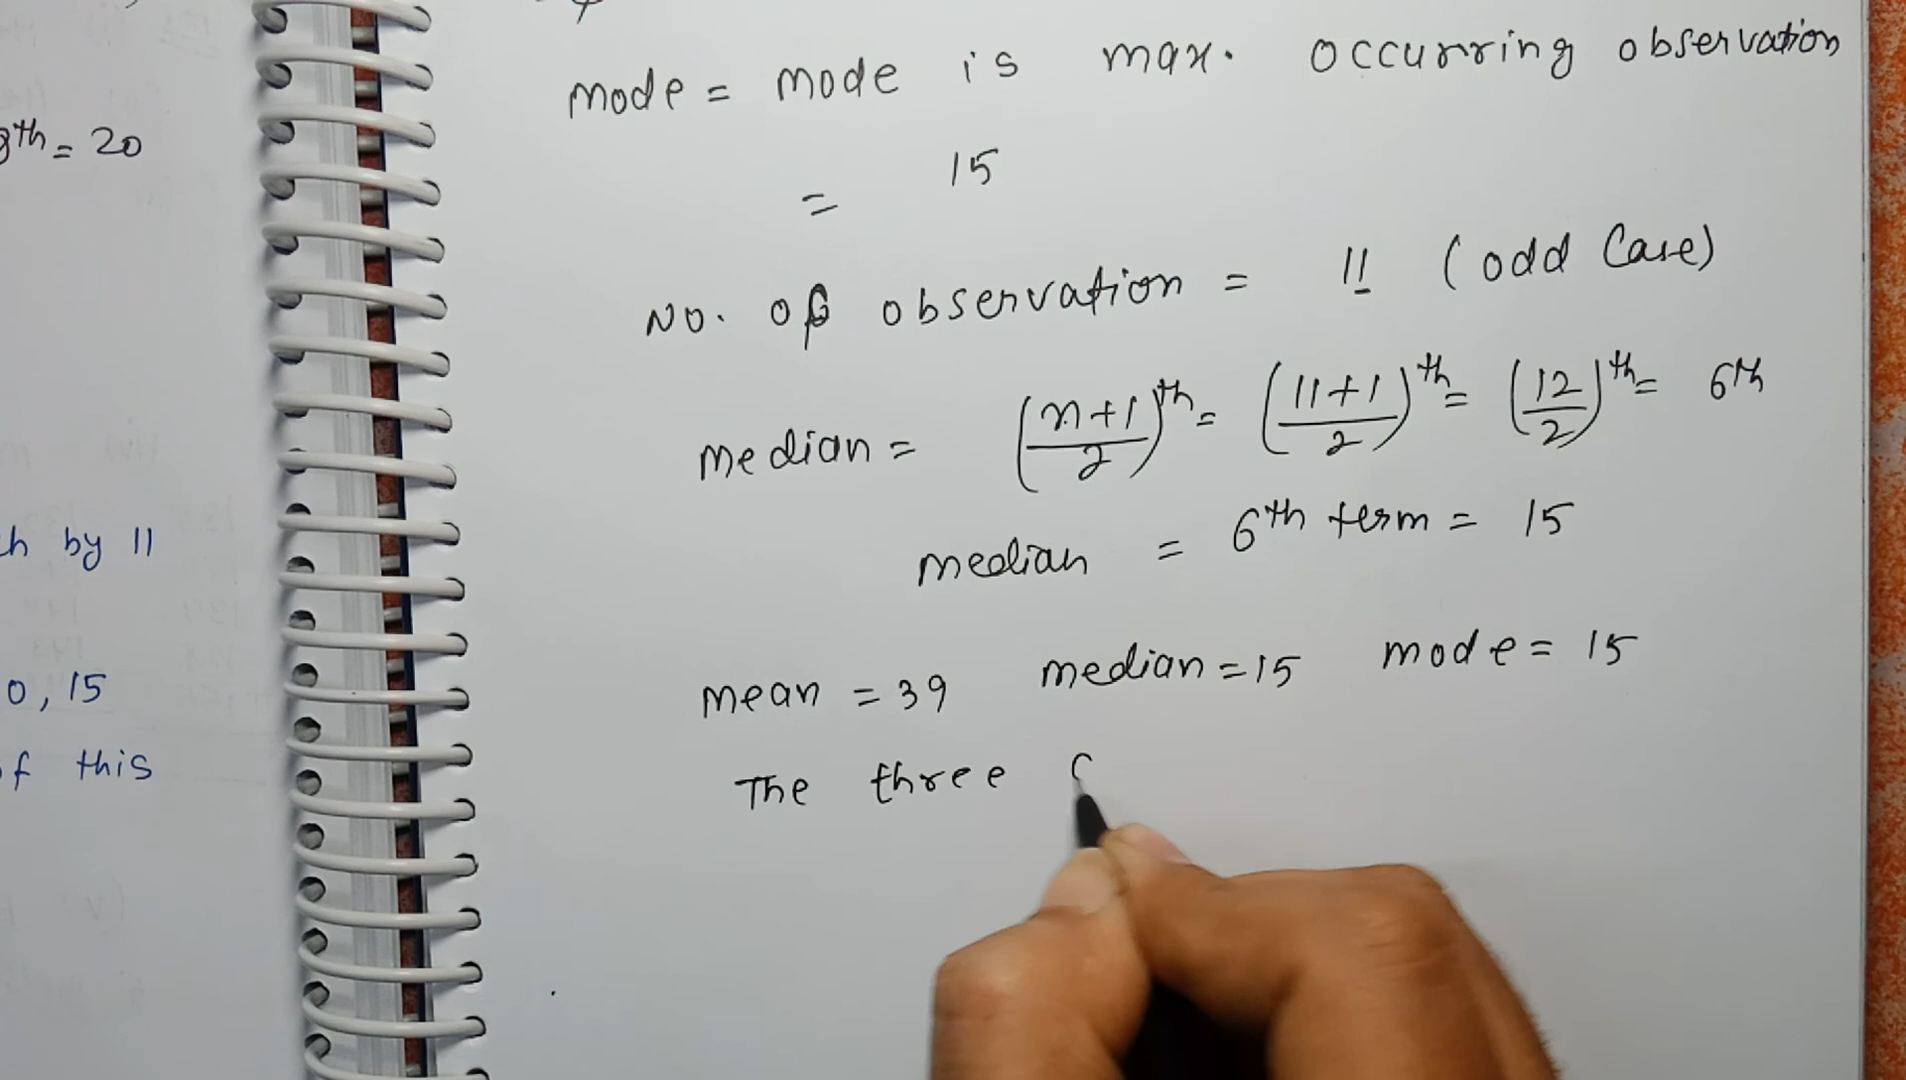 8th = 20
by 11
0, 15
of this
mode = mode is max. occurring observation
= 15
No. of observation = 11 (odd Case)
median = (n+1/2)th = (11+1/2)th = (12/2)th = 6th
median = 6th term = 15
mean = 39 median = 15 mode = 15
The three